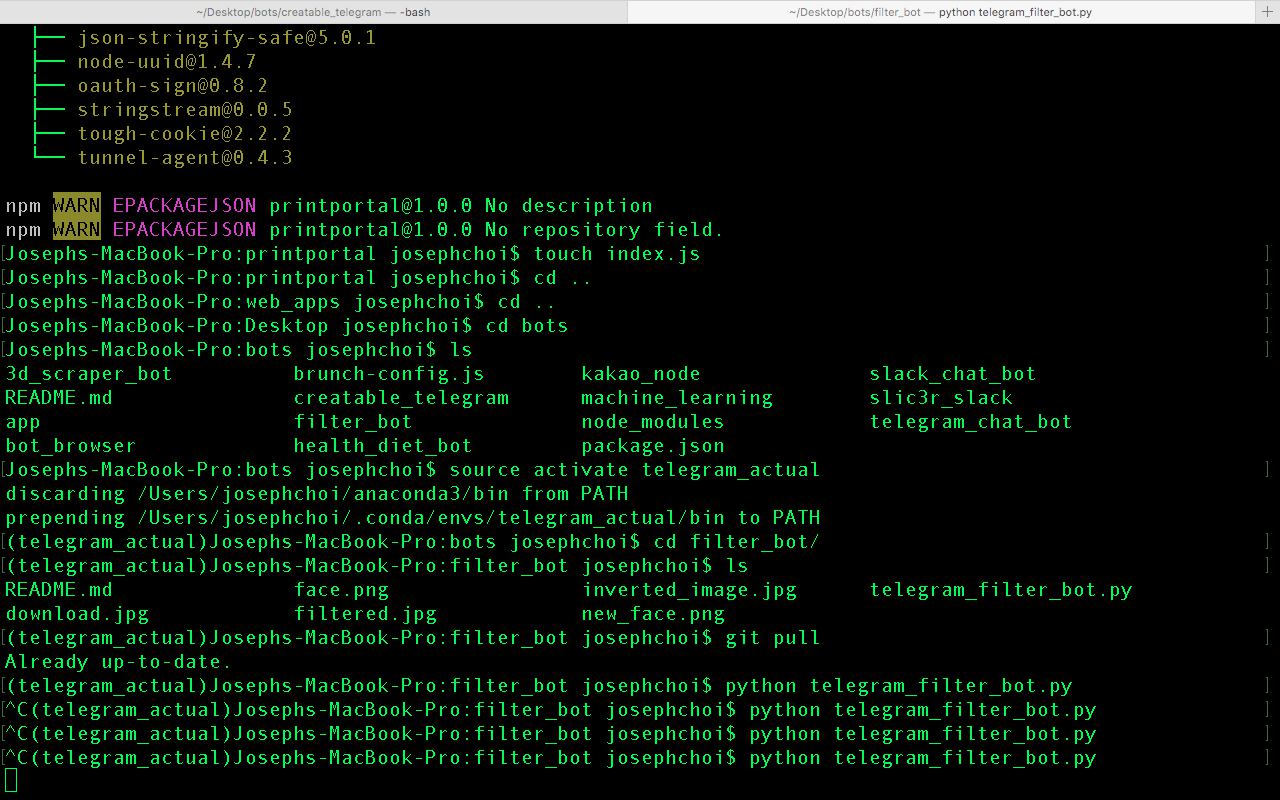 ~/Desktop/bots/creatable_telegram — -bash
~/Desktop/bots/filter_bot — python telegram_filter_bot.py
├── json-stringify-safe@5.0.1
├── node-uuid@1.4.7
├── oauth-sign@0.8.2
├── stringstream@0.0.5
├── tough-cookie@2.2.2
└── tunnel-agent@0.4.3
npm WARN EPACKAGEJSON printportal@1.0.0 No description
npm WARN EPACKAGEJSON printportal@1.0.0 No repository field.
[Josephs-MacBook-Pro:printportal josephchoi$ touch index.js ]
[Josephs-MacBook-Pro:printportal josephchoi$ cd .. ]
[Josephs-MacBook-Pro:web_apps josephchoi$ cd .. ]
[Josephs-MacBook-Pro:Desktop josephchoi$ cd bots ]
[Josephs-MacBook-Pro:bots josephchoi$ ls ]
3d_scraper_bot brunch-config.js kakao_node slack_chat_bot
README.md creatable_telegram machine_learning slic3r_slack
app filter_bot node_modules telegram_chat_bot
bot_browser health_diet_bot package.json
[Josephs-MacBook-Pro:bots josephchoi$ source activate telegram_actual ]
discarding /Users/josephchoi/anaconda3/bin from PATH
prepending /Users/josephchoi/.conda/envs/telegram_actual/bin to PATH
[(telegram_actual)Josephs-MacBook-Pro:bots josephchoi$ cd filter_bot/ ]
[(telegram_actual)Josephs-MacBook-Pro:filter_bot josephchoi$ ls ]
README.md face.png inverted_image.jpg telegram_filter_bot.py
download.jpg filtered.jpg new_face.png
[(telegram_actual)Josephs-MacBook-Pro:filter_bot josephchoi$ git pull ]
Already up-to-date.
[(telegram_actual)Josephs-MacBook-Pro:filter_bot josephchoi$ python telegram_filter_bot.py ]
[^C(telegram_actual)Josephs-MacBook-Pro:filter_bot josephchoi$ python telegram_filter_bot.py ]
[^C(telegram_actual)Josephs-MacBook-Pro:filter_bot josephchoi$ python telegram_filter_bot.py ]
[^C(telegram_actual)Josephs-MacBook-Pro:filter_bot josephchoi$ python telegram_filter_bot.py ]